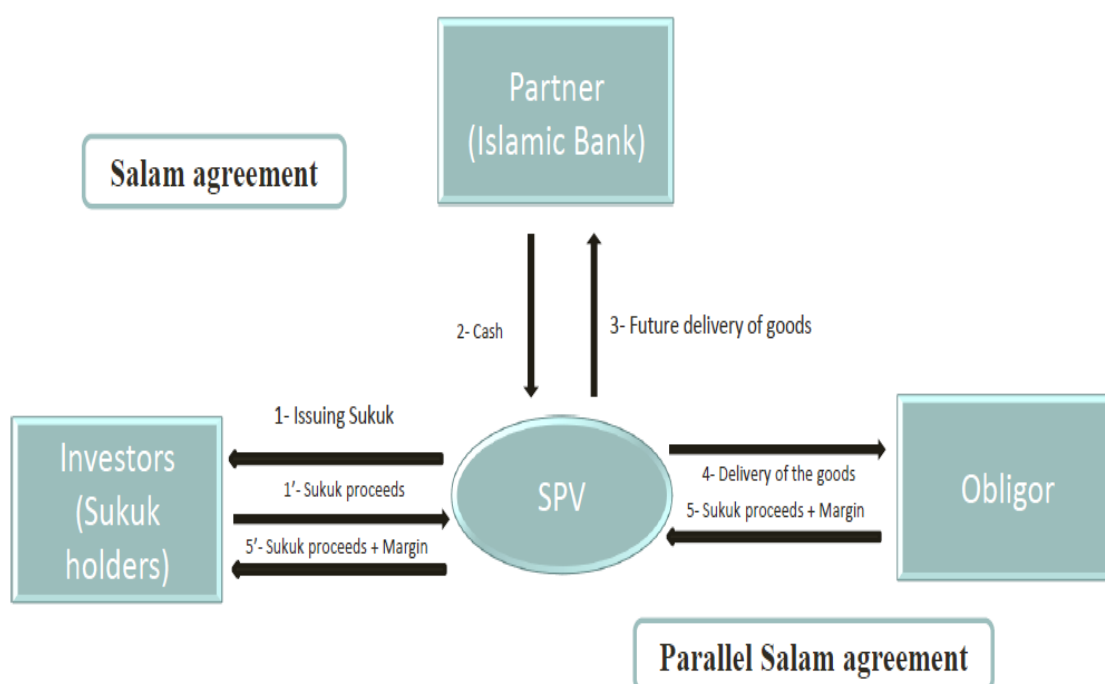 Partner
(Islamic Bank)
Salam agreement
2- Cash
3- Future delivery of goods
1- Issuing Sukuk
1'- Sukuk proceeds
5'- Sukuk proceeds + Margin
Investors
(Sukuk
holders)
SPV
4- Delivery of the goods
5- Sukuk proceeds + Margin
Obligor
Parallel Salam agreement